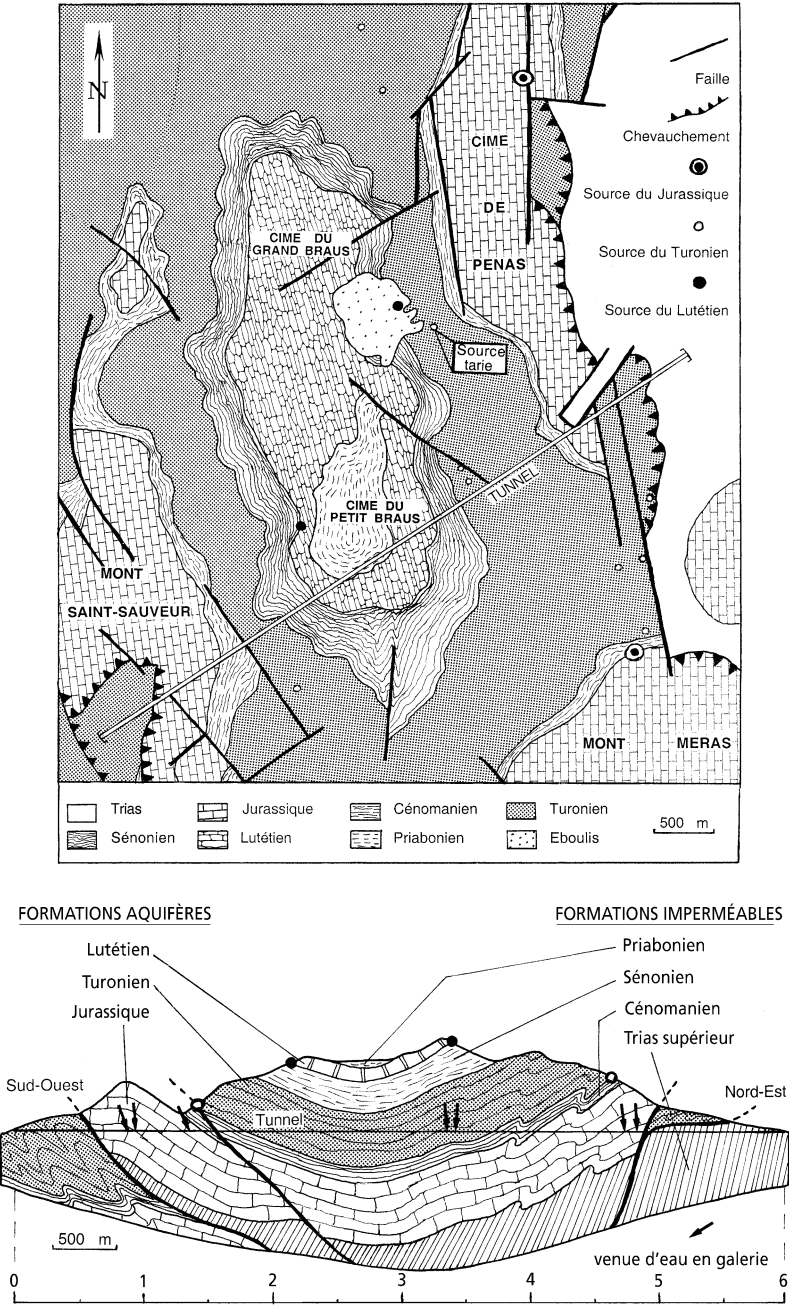 N
Faille
Chevauchement
Source du Jurassique
Source du Turonien
Source du Lutétien
CIME
DE
PENAS
CIME DU
GRAND BRAUS
Source
tarie
TUNNEL
CIME DU
PETIT BRAUS
MONT
SAINT-SAUVEUR
MONT MERAS
Trias
Jurassique
Cénomanien
Turonien
Sénonien
Lutétien
Priabonien
Eboulis
500 m
FORMATIONS AQUIFÈRES
FORMATIONS IMPERMÉABLES
Lutétien
Turonien
Jurassique
Priabonien
Sénonien
Cénomanien
Trias supérieur
Sud-Ouest
Nord-Est
Tunnel
500 m
venue d'eau en galerie
0 1 2 3 4 5 6